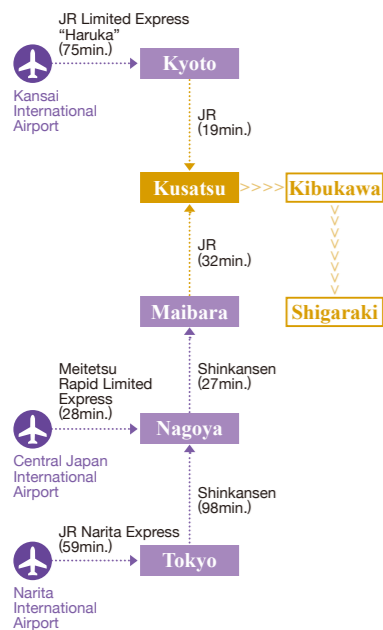 JR Limited Express
“Haruka”
(75min.)
Kyoto
Kansai
International
Airport
JR
(19min.)
Kusatsu
>>>>
Kibukawa
JR
(32min.)
Shigaraki
Maibara
Meitetsu
Rapid Limited
Express
(28min.)
Shinkansen
(27min.)
Nagoya
Central Japan
International
Airport
Shinkansen
(98min.)
JR Narita Express
(59min.)
Tokyo
Narita
International
Airport